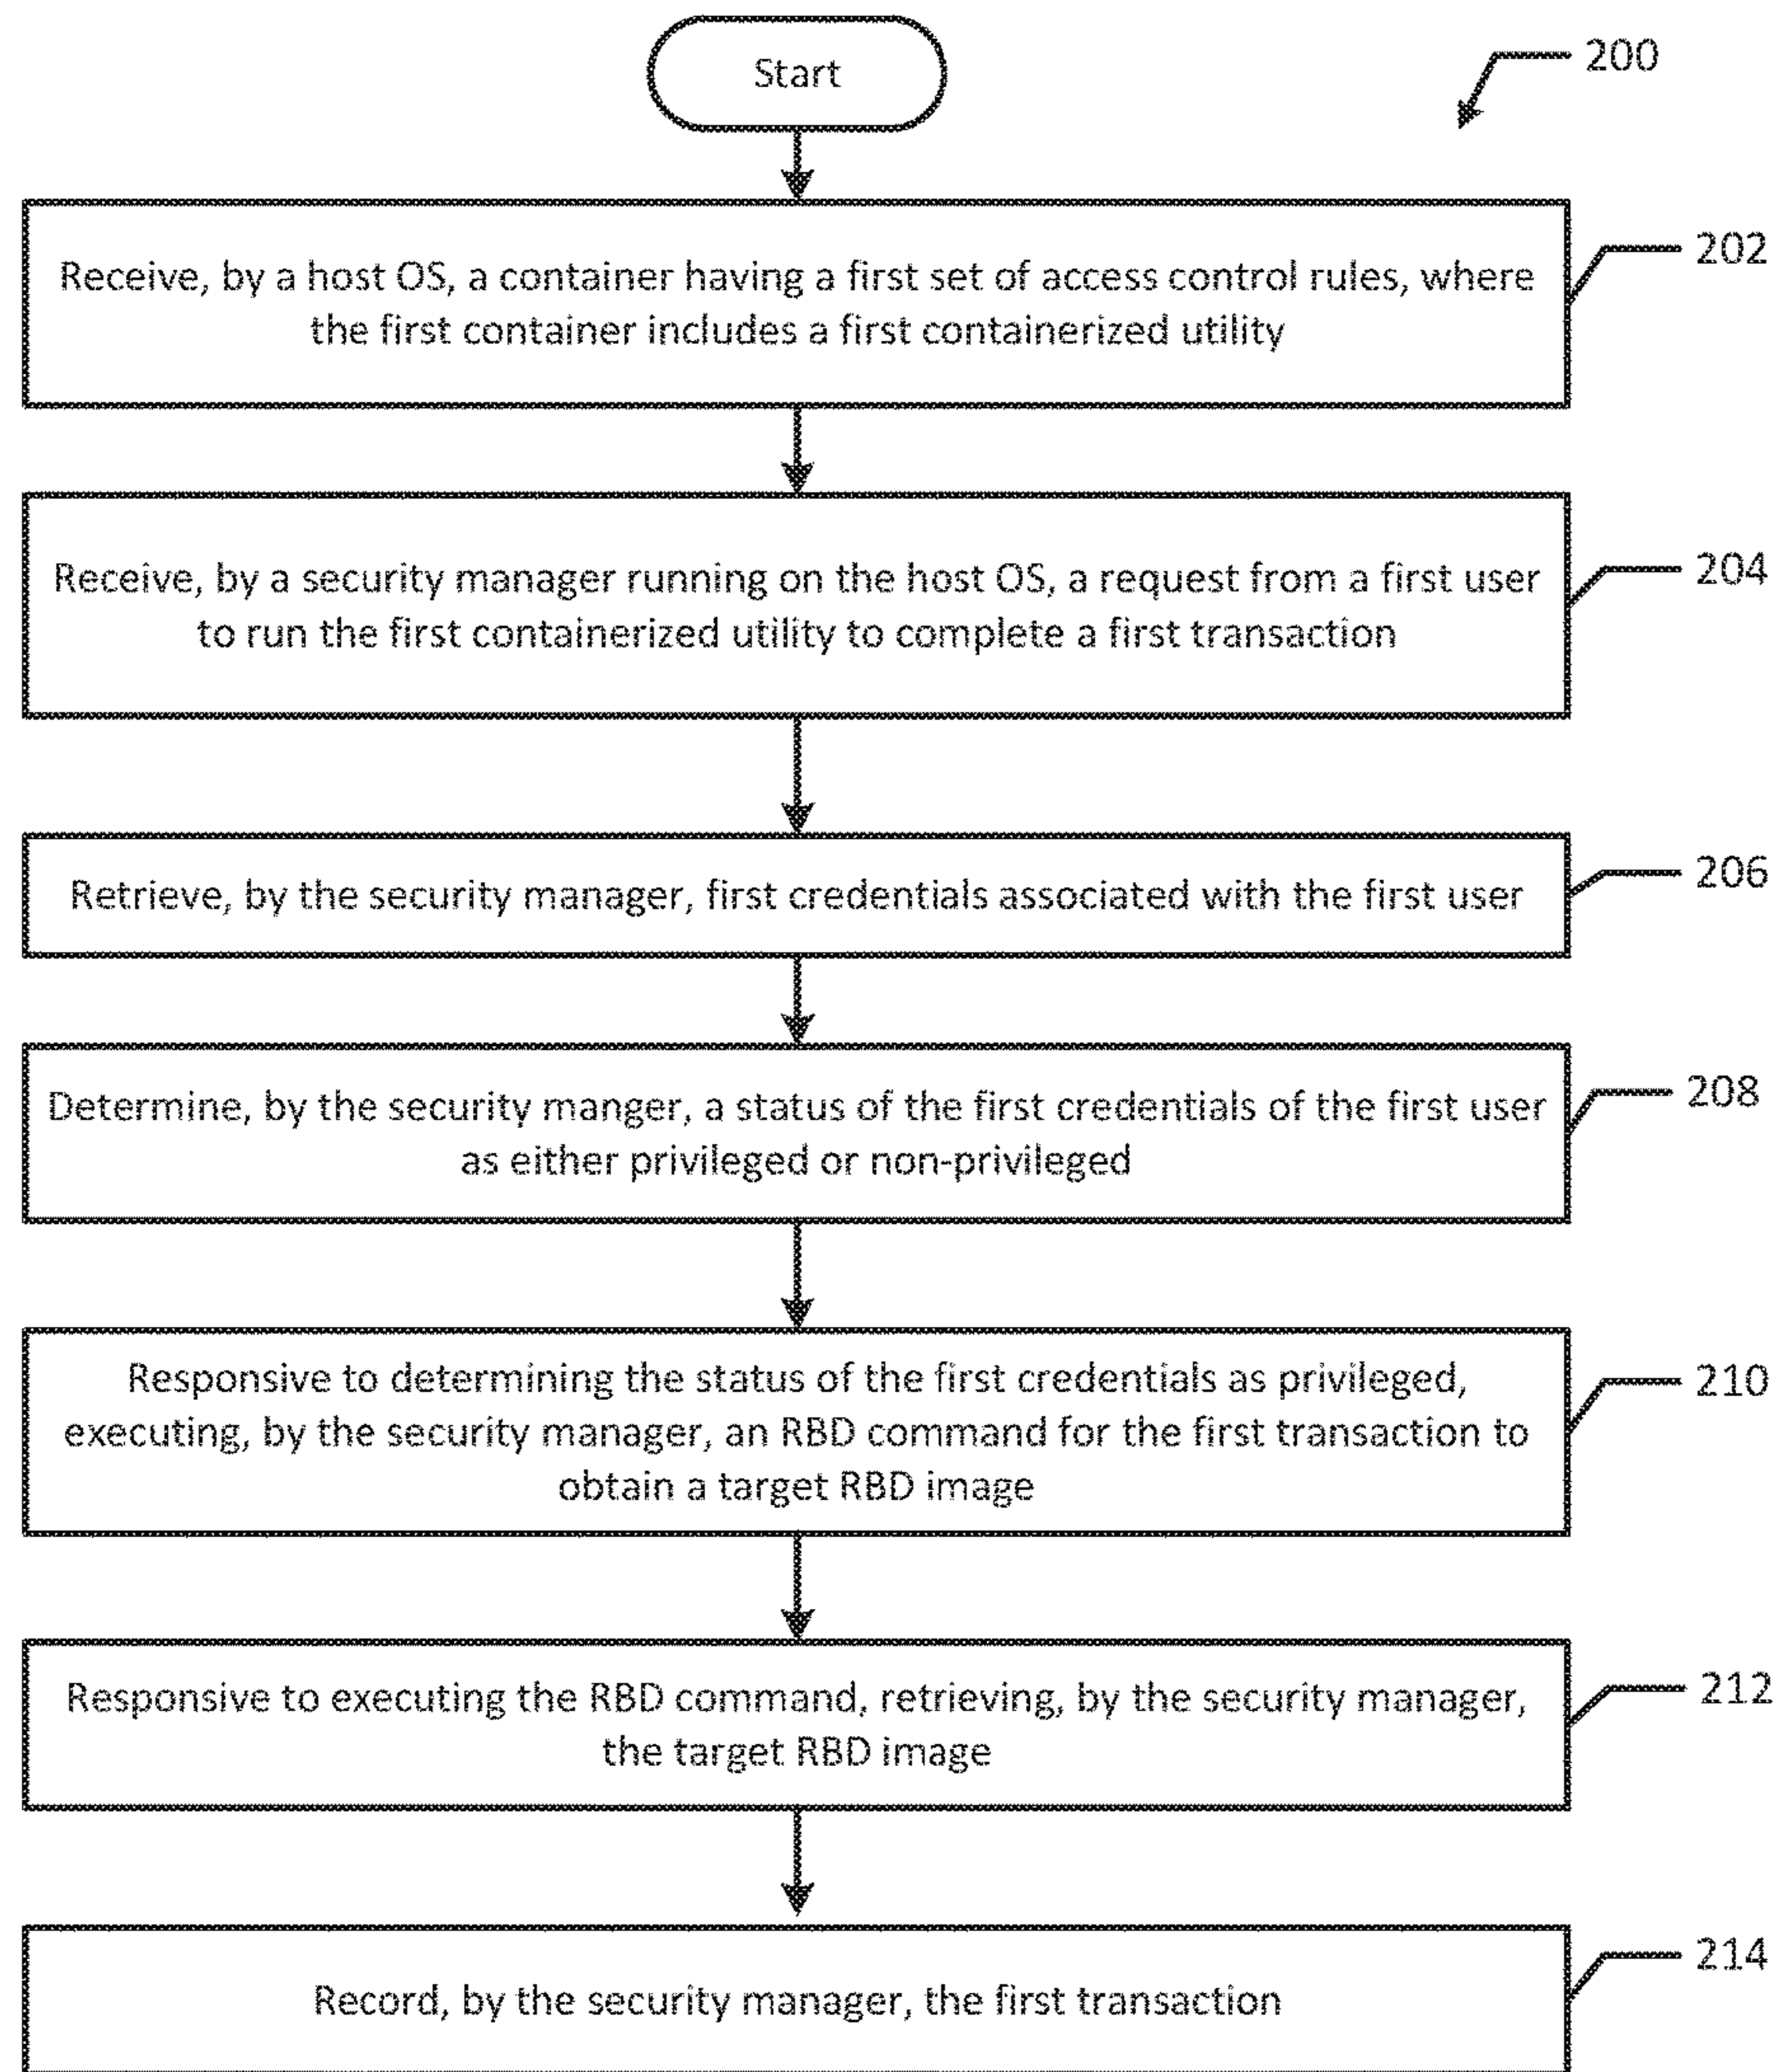 Start
200
Receive, by a host OS, a container having a first set of access control rules, where
the first container includes a first containerized utility
202
Receive, by a security manager running on the host OS, a request from a first user
to run the first containerized utility to complete a first transaction
204
Retrieve, by the security manager, first credentials associated with the first user
206
Determine, by the security manger, a status of the first credentials of the first user
as either privileged or non-privileged
208
Responsive to determining the status of the first credentials as privileged,
executing, by the security manager, an RBD command for the first transaction to
obtain a target RBD image
210
Responsive to executing the RBD command, retrieving, by the security manager,
the target RBD image
212
Record, by the security manager, the first transaction
214